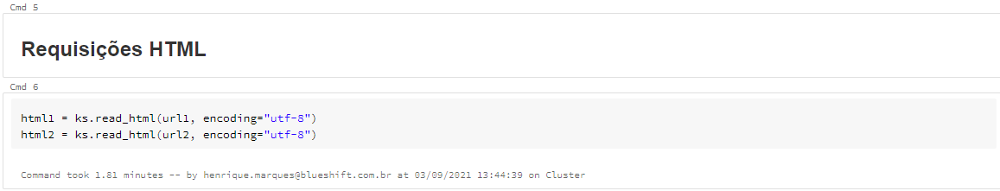 Cmd 5
Requisições HTML
Cmd 6
html1 = ks.read_html(url1, encoding="utf-8")
html2 = ks.read_html(url2, encoding="utf-8")
Command took 1.81 minutes -- by henrique.marques@blueshift.com.br at 03/09/2021 13:44:39 on Cluster